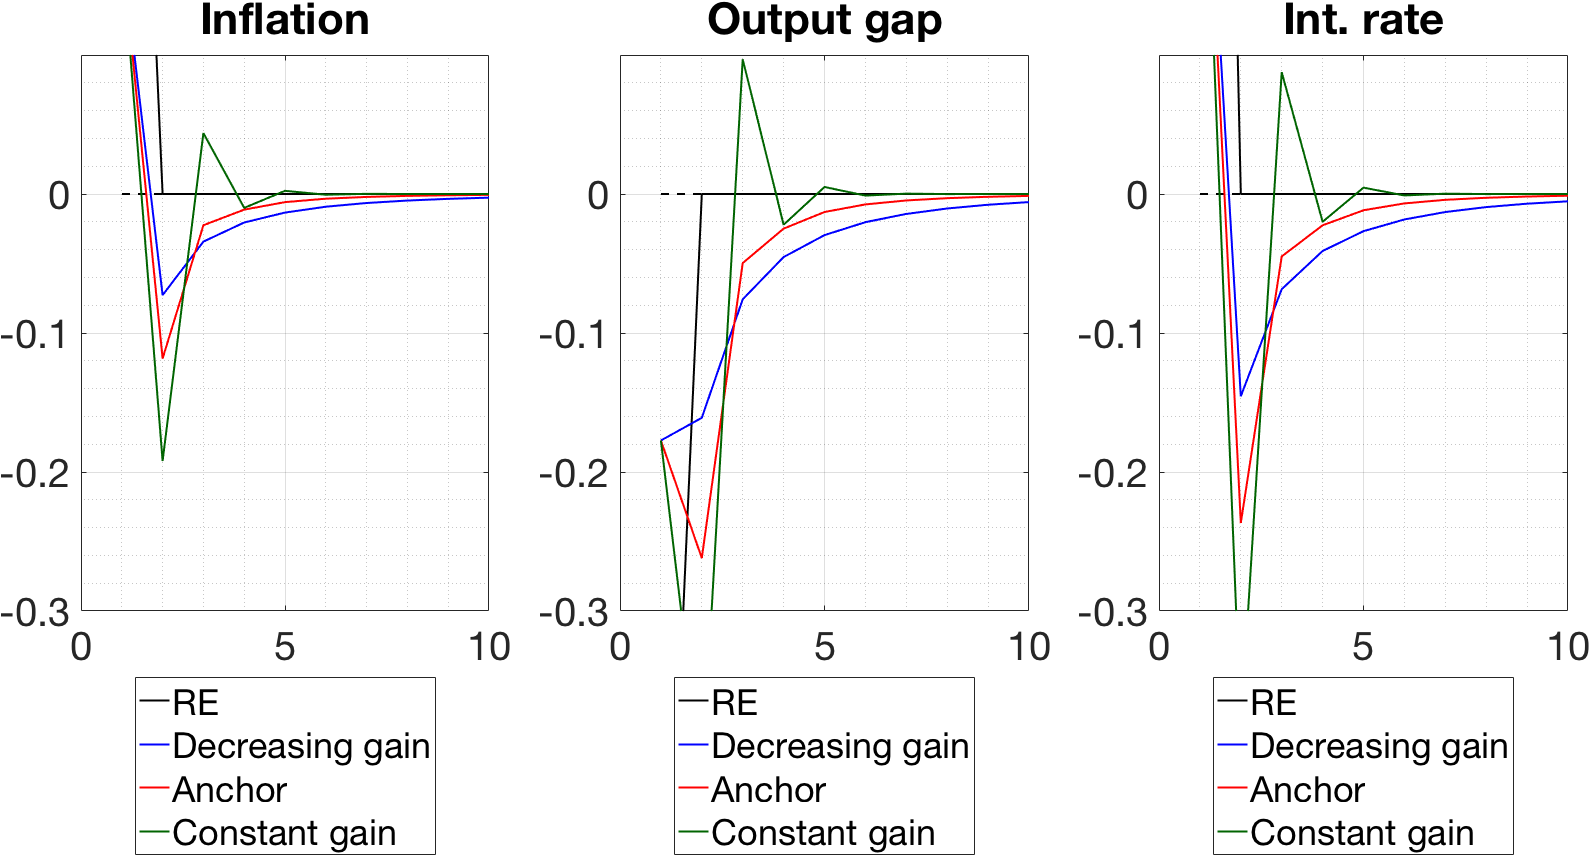 Inflation
0
-0.1
-0.2
-0.3
0 5 10
RE
Decreasing gain
Anchor
Constant gain
Output gap
0
-0.1
-0.2
-0.3
0 5 10
RE
Decreasing gain
Anchor
Constant gain
Int. rate
0
-0.1
-0.2
-0.3
0 5 10
RE
Decreasing gain
Anchor
Constant gain